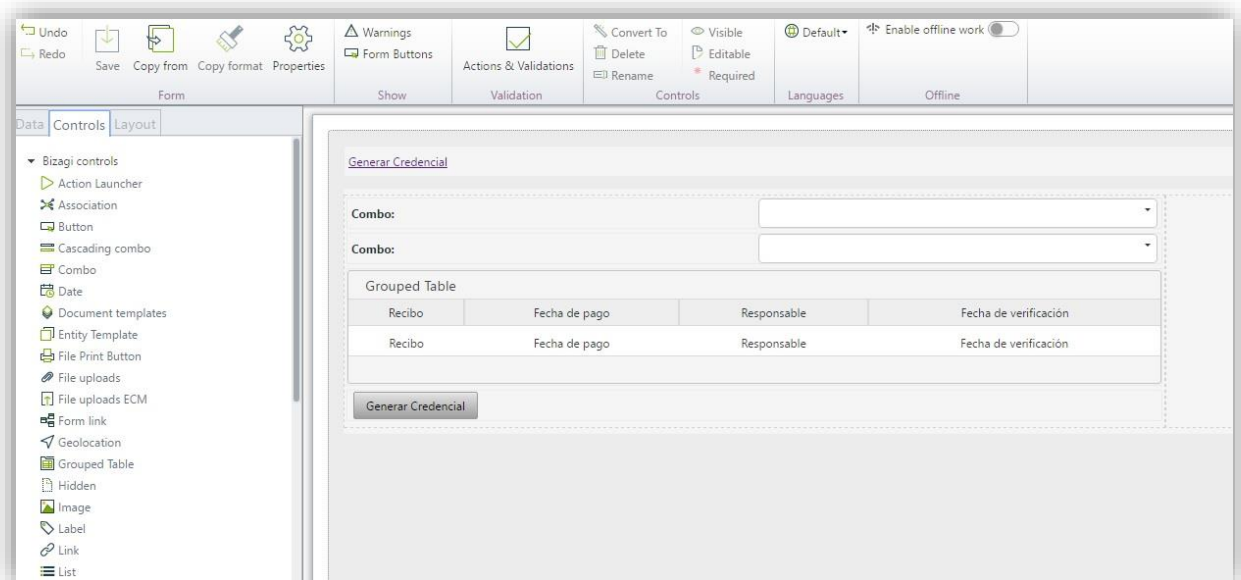 Undo
Redo
Save
Copy from
Copy format
Properties
Form
Warnings
Form Buttons
Show
Actions & Validations
Validation
Convert To
Delete
Rename
Visible
Editable
* Required
Controls
Default
Languages
Enable offline work
Offline
Data Controls Layout
Bizagi controls
Action Launcher
Association
Button
Cascading combo
Combo
Date
Document templates
Entity Template
File Print Button
File uploads
File uploads ECM
Form link
Geolocation
Grouped Table
Hidden
Image
Label
Link
List
Generar Credencial
Combo:
Combo:
Grouped Table
Recibo Fecha de pago Responsable Fecha de verificación
Recibo Fecha de pago Responsable Fecha de verificación
Generar Credencial